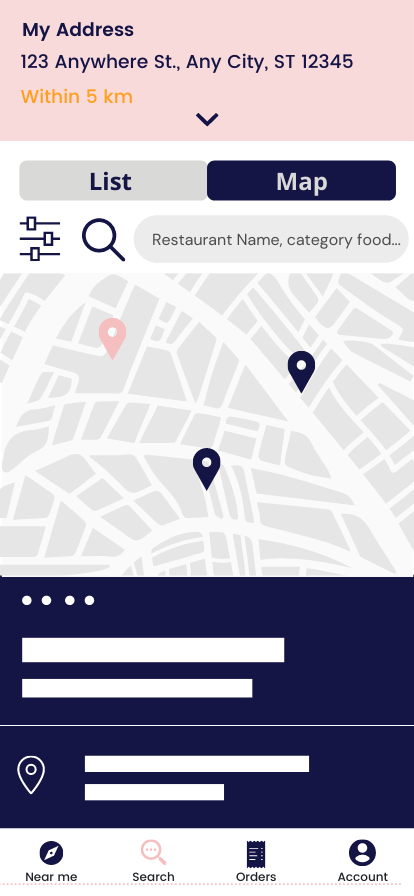 My Address
123 Anywhere St., Any City, ST 12345
Within 5 km
List
Map
Restaurant Name, category food...
Near me
Search
Orders
Account